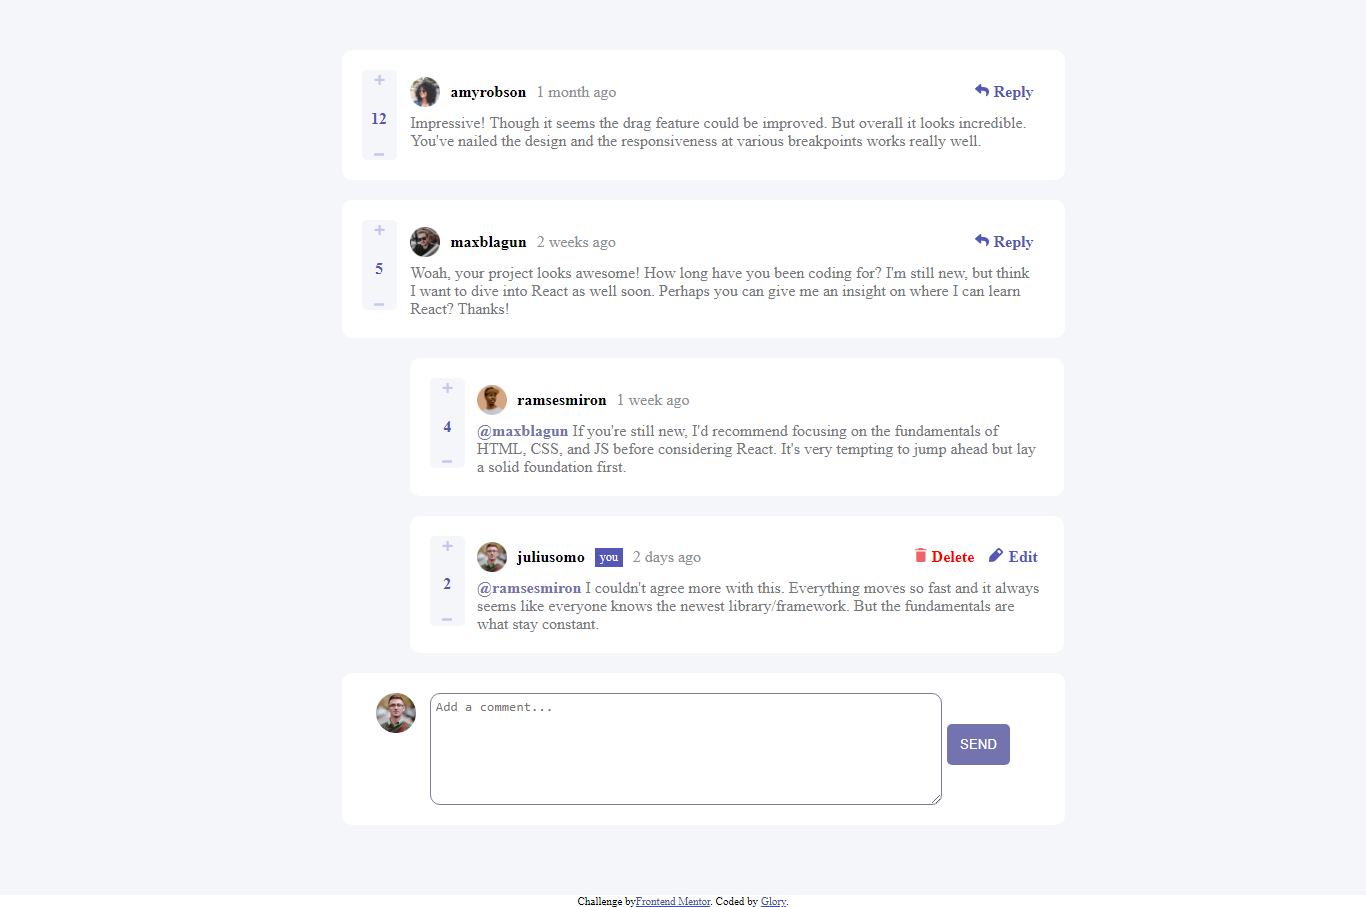 +
amyrobson 1 month ago Reply
12
Impressive! Though it seems the drag feature could be improved. But overall it looks incredible.
You've nailed the design and the responsiveness at various breakpoints works really well.
–
+
maxblagun 2 weeks ago Reply
5
Woah, your project looks awesome! How long have you been coding for? I'm still new, but think
I want to dive into React as well soon. Perhaps you can give me an insight on where I can learn
React? Thanks!
–
+
ramsesmiron 1 week ago
4
@maxblagun If you're still new, I'd recommend focusing on the fundamentals of
HTML, CSS, and JS before considering React. It's very tempting to jump ahead but lay
a solid foundation first.
–
+
juliusomo you 2 days ago Delete Edit
2
@ramsesmiron I couldn't agree more with this. Everything moves so fast and it always
seems like everyone knows the newest library/framework. But the fundamentals are
what stay constant.
–
Add a comment...
SEND
Challenge byFrontend Mentor. Coded by Glory.